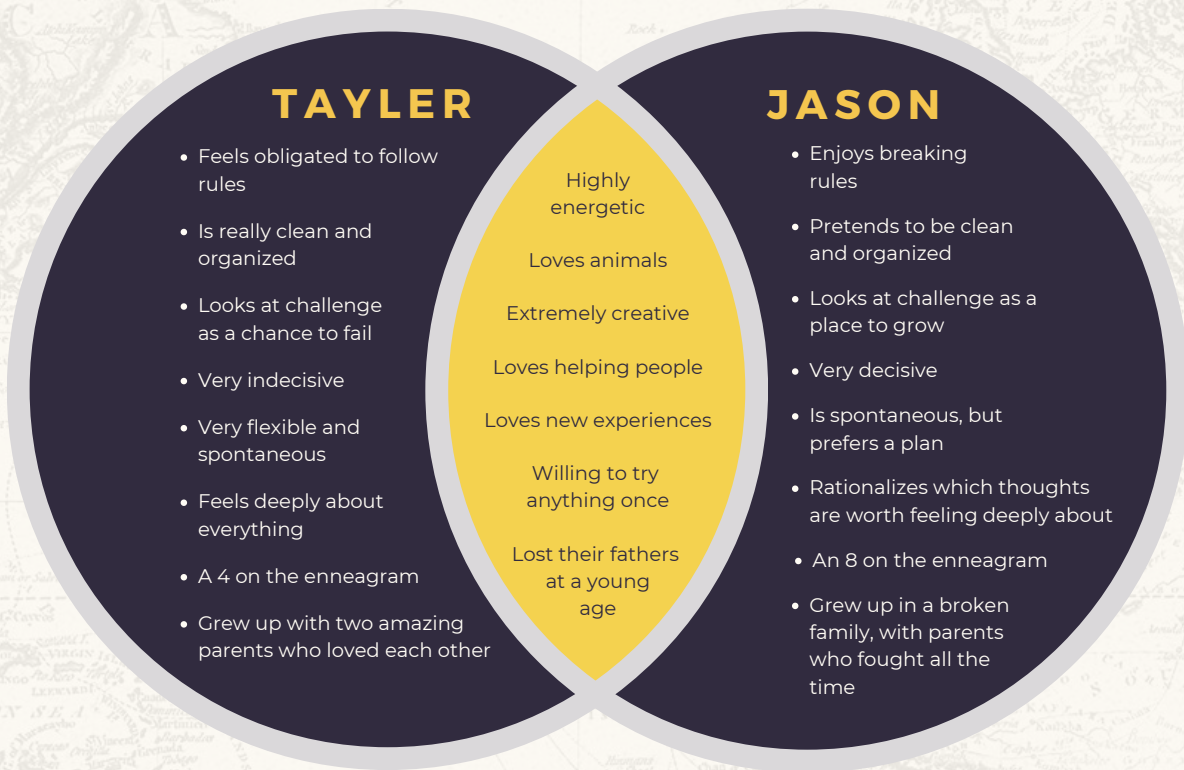 TAYLER
• Feels obligated to follow
rules
• Is really clean and
organized
• Looks at challenge
as a chance to fail
• Very indecisive
• Very flexible and
spontaneous
• Feels deeply about
everything
• A 4 on the enneagram
• Grew up with two amazing
parents who loved each other
Highly
energetic
Loves animals
Extremely creative
Loves helping people
Loves new experiences
Willing to try
anything once
Lost their fathers
at a young
age
JASON
• Enjoys breaking
rules
• Pretends to be clean
and organized
• Looks at challenge as a
place to grow
• Very decisive
• Is spontaneous, but
prefers a plan
• Rationalizes which thoughts
are worth feeling deeply about
• An 8 on the enneagram
• Grew up in a broken
family, with parents
who fought all the
time